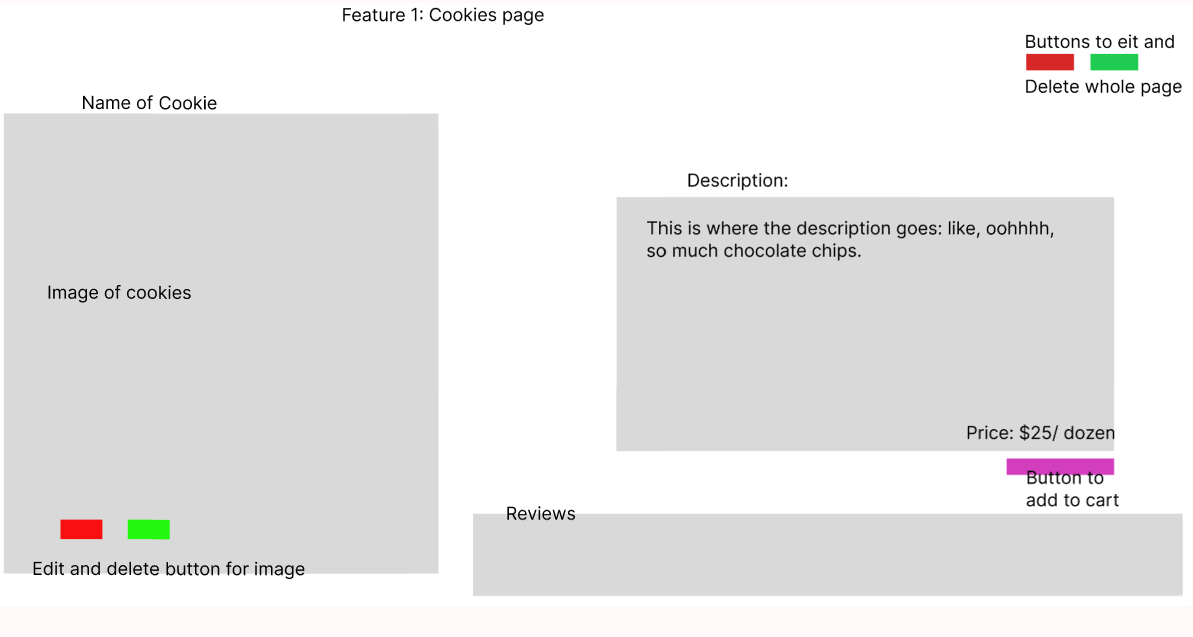 Feature 1: Cookies page
Buttons to eit and
Delete whole page
Name of Cookie
Image of cookies
Edit and delete button for image
Description:
This is where the description goes: like, oohhhh,
so much chocolate chips.
Price: $25/ dozen
Button to
add to cart
Reviews